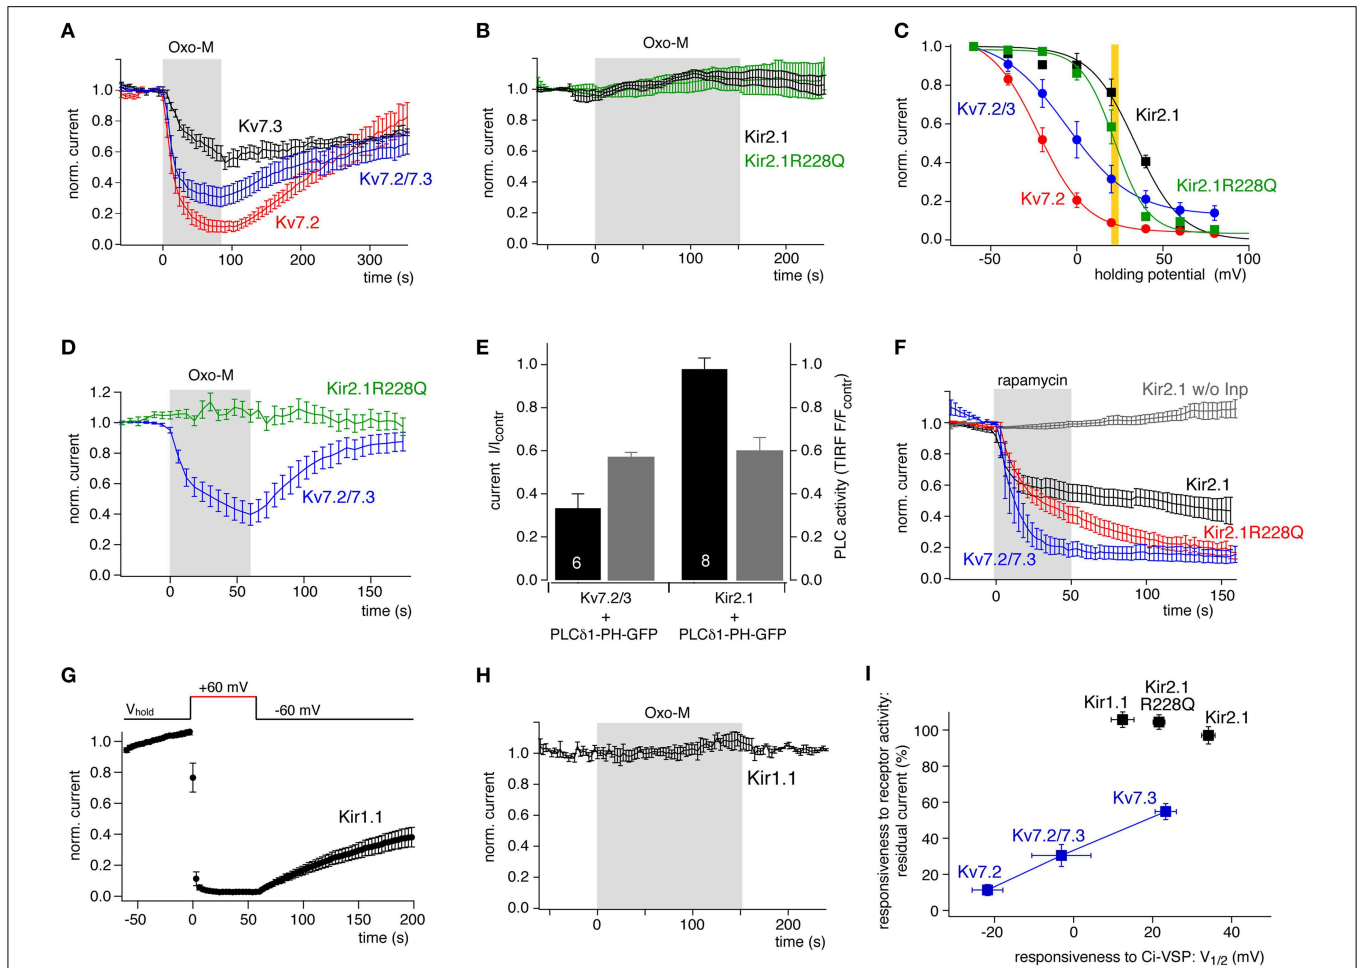 A
Oxo-M
norm. current
1.0
0.8
0.6
0.4
0.2
0.0
Kv7.3
Kv7.2/7.3
Kv7.2
0
100
200
300
time (s)
B
Oxo-M
norm. current
1.0
0.8
0.6
0.4
0.2
0.0
Kir2.1
Kir2.1R228Q
0
100
200
time (s)
C
norm. current
1.0
0.8
0.6
0.4
0.2
0.0
Kv7.2/3
Kir2.1
Kir2.1R228Q
Kv7.2
-50
0
50
100
holding potential (mV)
D
Oxo-M
norm. current
1.2
1.0
0.8
0.6
0.4
0.2
0.0
Kir2.1R228Q
Kv7.2/7.3
0
50
100
150
time (s)
E
current I/Icontr
1.0
0.8
0.6
0.4
0.2
0.0
6
8
1.0
0.8
0.6
0.4
0.2
0.0
PLC activity (TIRF F/Fcontr)
Kv7.2/3
+
PLCδ1-PH-GFP
Kir2.1
+
PLCδ1-PH-GFP
F
rapamycin
norm. current
1.0
0.8
0.6
0.4
0.2
0.0
Kir2.1 w/o Inp
Kir2.1
Kir2.1R228Q
Kv7.2/7.3
0
50
100
150
time (s)
G
+60 mV
Vhold
-60 mV
norm. current
1.0
0.8
0.6
0.4
0.2
0.0
Kir1.1
-50
0
50
100
150
200
time (s)
H
Oxo-M
norm. current
1.0
0.8
0.6
0.4
0.2
0.0
Kir1.1
0
100
200
time (s)
I
responsiveness to receptor activity:
residual current (%)
100
80
60
40
20
0
Kir1.1
Kir2.1
R228Q
Kir2.1
Kv7.3
Kv7.2/7.3
Kv7.2
-20
0
20
40
responsiveness to Ci-VSP: V1/2 (mV)